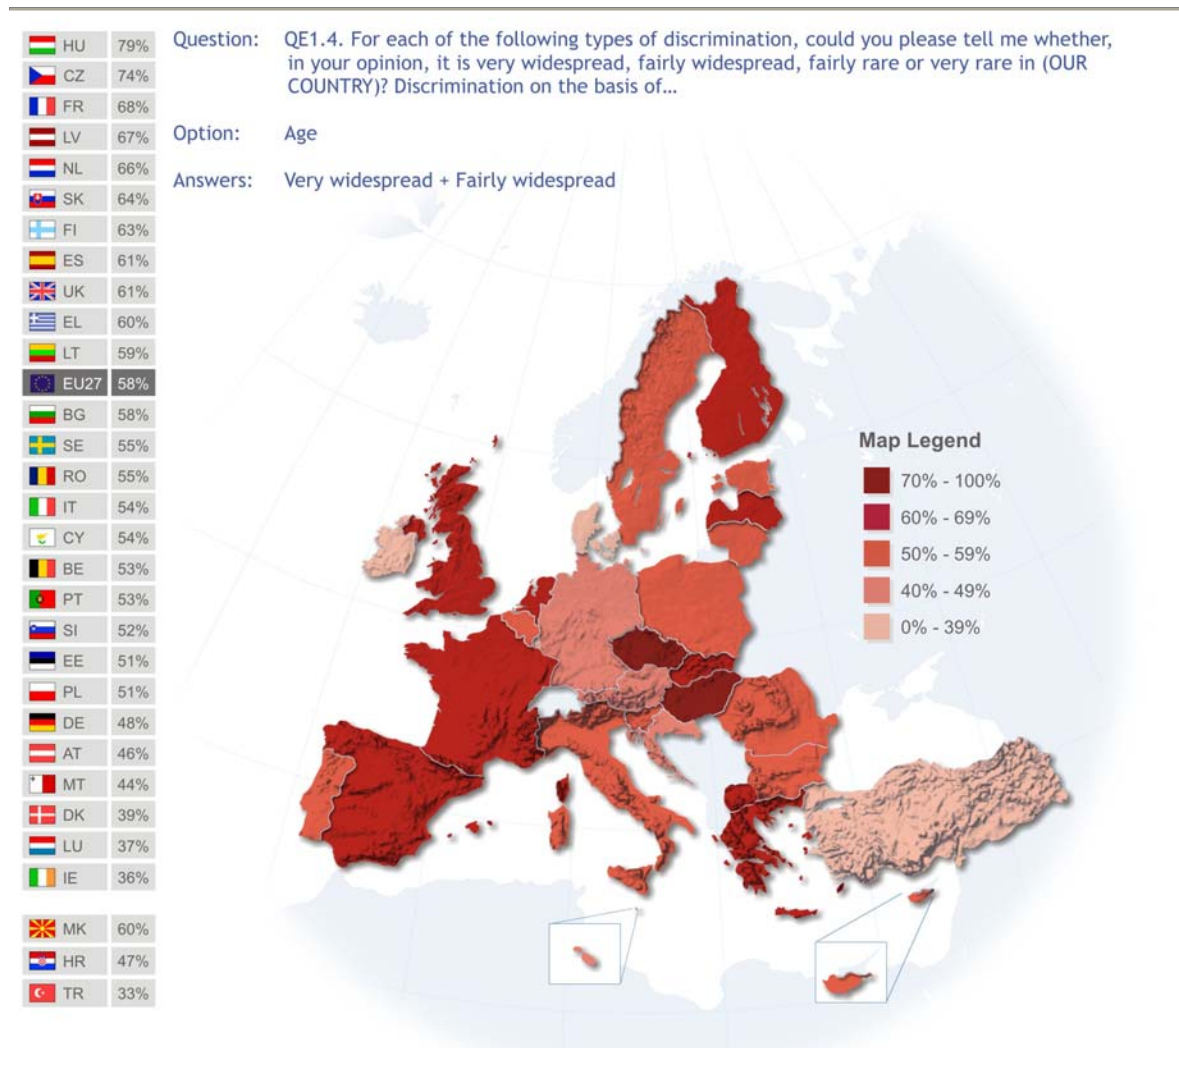 Question: QE1.4. For each of the following types of discrimination, could you please tell me whether,
in your opinion, it is very widespread, fairly widespread, fairly rare or very rare in (OUR
COUNTRY)? Discrimination on the basis of…
Option: Age
Answers: Very widespread + Fairly widespread
HU 79%
CZ 74%
FR 68%
LV 67%
NL 66%
SK 64%
FI 63%
ES 61%
UK 61%
EL 60%
LT 59%
EU27 58%
BG 58%
SE 55%
RO 55%
IT 54%
CY 54%
BE 53%
PT 53%
SI 52%
EE 51%
PL 51%
DE 48%
AT 46%
MT 44%
DK 39%
LU 37%
IE 36%
MK 60%
HR 47%
TR 33%
Map Legend
70% - 100%
60% - 69%
50% - 59%
40% - 49%
0% - 39%